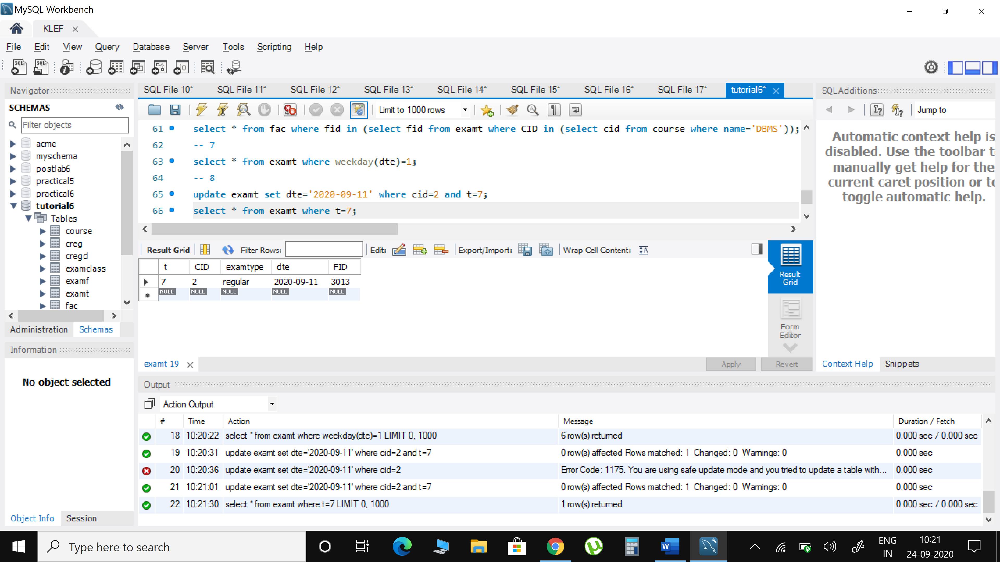 MySQL Workbench
KLEF
File Edit View Query Database Server Tools Scripting Help
Navigator
SCHEMAS
Filter objects
acme
myschema
postlab6
practical5
practical6
tutorial6
Tables
course
creg
cregd
examclass
examf
examt
fac
Administration Schemas
Information
No object selected
Object Info Session
SQL File 10* SQL File 11* SQL File 12* SQL File 13* SQL File 14* SQL File 15* SQL File 16* SQL File 17* tutorial6*
Limit to 1000 rows
61 select * from fac where fid in (select fid from examt where CID in (select cid from course where name='DBMS'));
62 -- 7
63 select * from examt where weekday(dte)=1;
64 -- 8
65 update examt set dte='2020-09-11' where cid=2 and t=7;
66 select * from examt where t=7;
Result Grid Filter Rows: Edit: Export/Import: Wrap Cell Content:
t CID examtype dte FID
7 2 regular 2020-09-11 3013
NULL NULL NULL NULL NULL
Result
Grid
Form
Editor
examt 19
Apply Revert
SQLAdditions
Jump to
Automatic context help is
disabled. Use the toolbar t
manually get help for the
current caret position or to
toggle automatic help.
Context Help Snippets
Output
Action Output
# Time Action Message Duration / Fetch
18 10:20:22 select * from examt where weekday(dte)=1 LIMIT 0, 1000 6 row(s) returned 0.000 sec / 0.000 sec
19 10:20:31 update examt set dte='2020-09-11' where cid=2 and t=7 0 row(s) affected Rows matched: 1 Changed: 0 Warnings: 0 0.000 sec
20 10:20:36 update examt set dte='2020-09-11' where cid=2 Error Code: 1175. You are using safe update mode and you tried to update a table with... 0.000 sec
21 10:21:01 update examt set dte='2020-09-11' where cid=2 and t=7 0 row(s) affected Rows matched: 1 Changed: 0 Warnings: 0 0.000 sec
22 10:21:30 select * from examt where t=7 LIMIT 0, 1000 1 row(s) returned 0.000 sec / 0.000 sec
Type here to search
ENG
IN
10:21
24-09-2020